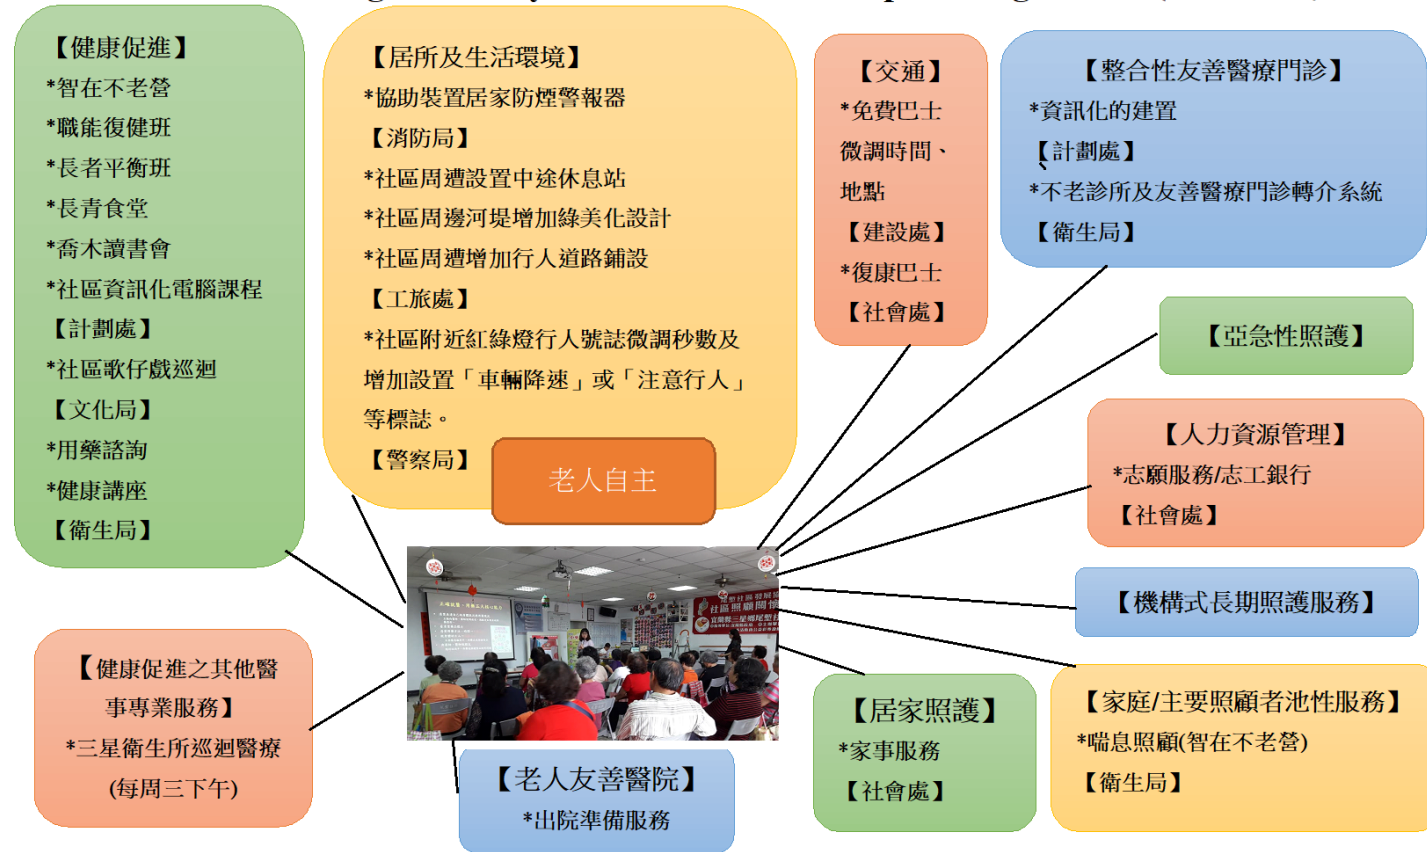 【健康促進】
*智在不老營
*職能復健班
*長者平衡班
*長青食堂
*喬木讀書會
*社區資訊化電腦課程
【計劃處】
*社區歌仔戲巡迴
【文化局】
*用藥諮詢
*健康講座
【衛生局】
【居所及生活環境】
*協助裝置居家防煙警報器
【消防局】
*社區周遭設置中途休息站
*社區周邊河堤增加綠美化設計
*社區周遭增加行人道路鋪設
【工旅處】
*社區附近紅綠燈行人號誌微調秒數及
增加設置「車輛降速」或「注意行人」
等標誌。
【警察局】
老人自主
【交通】
*免費巴士
微調時間、
地點
【建設處】
*復康巴士
【社會處】
【整合性友善醫療門診】
*資訊化的建置
【計劃處】
*不老診所及友善醫療門診轉介系統
【衛生局】
【亞急性照護】
【人力資源管理】
*志願服務/志工銀行
【社會處】
【機構式長期照護服務】
【家庭/主要照顧者池性服務】
*喘息照顧(智在不老營)
【衛生局】
【居家照護】
*家事服務
【社會處】
【老人友善醫院】
*出院準備服務
【健康促進之其他醫
事專業服務】
*三星衛生所巡迴醫療
(每周三下午)
社區照顧關懷